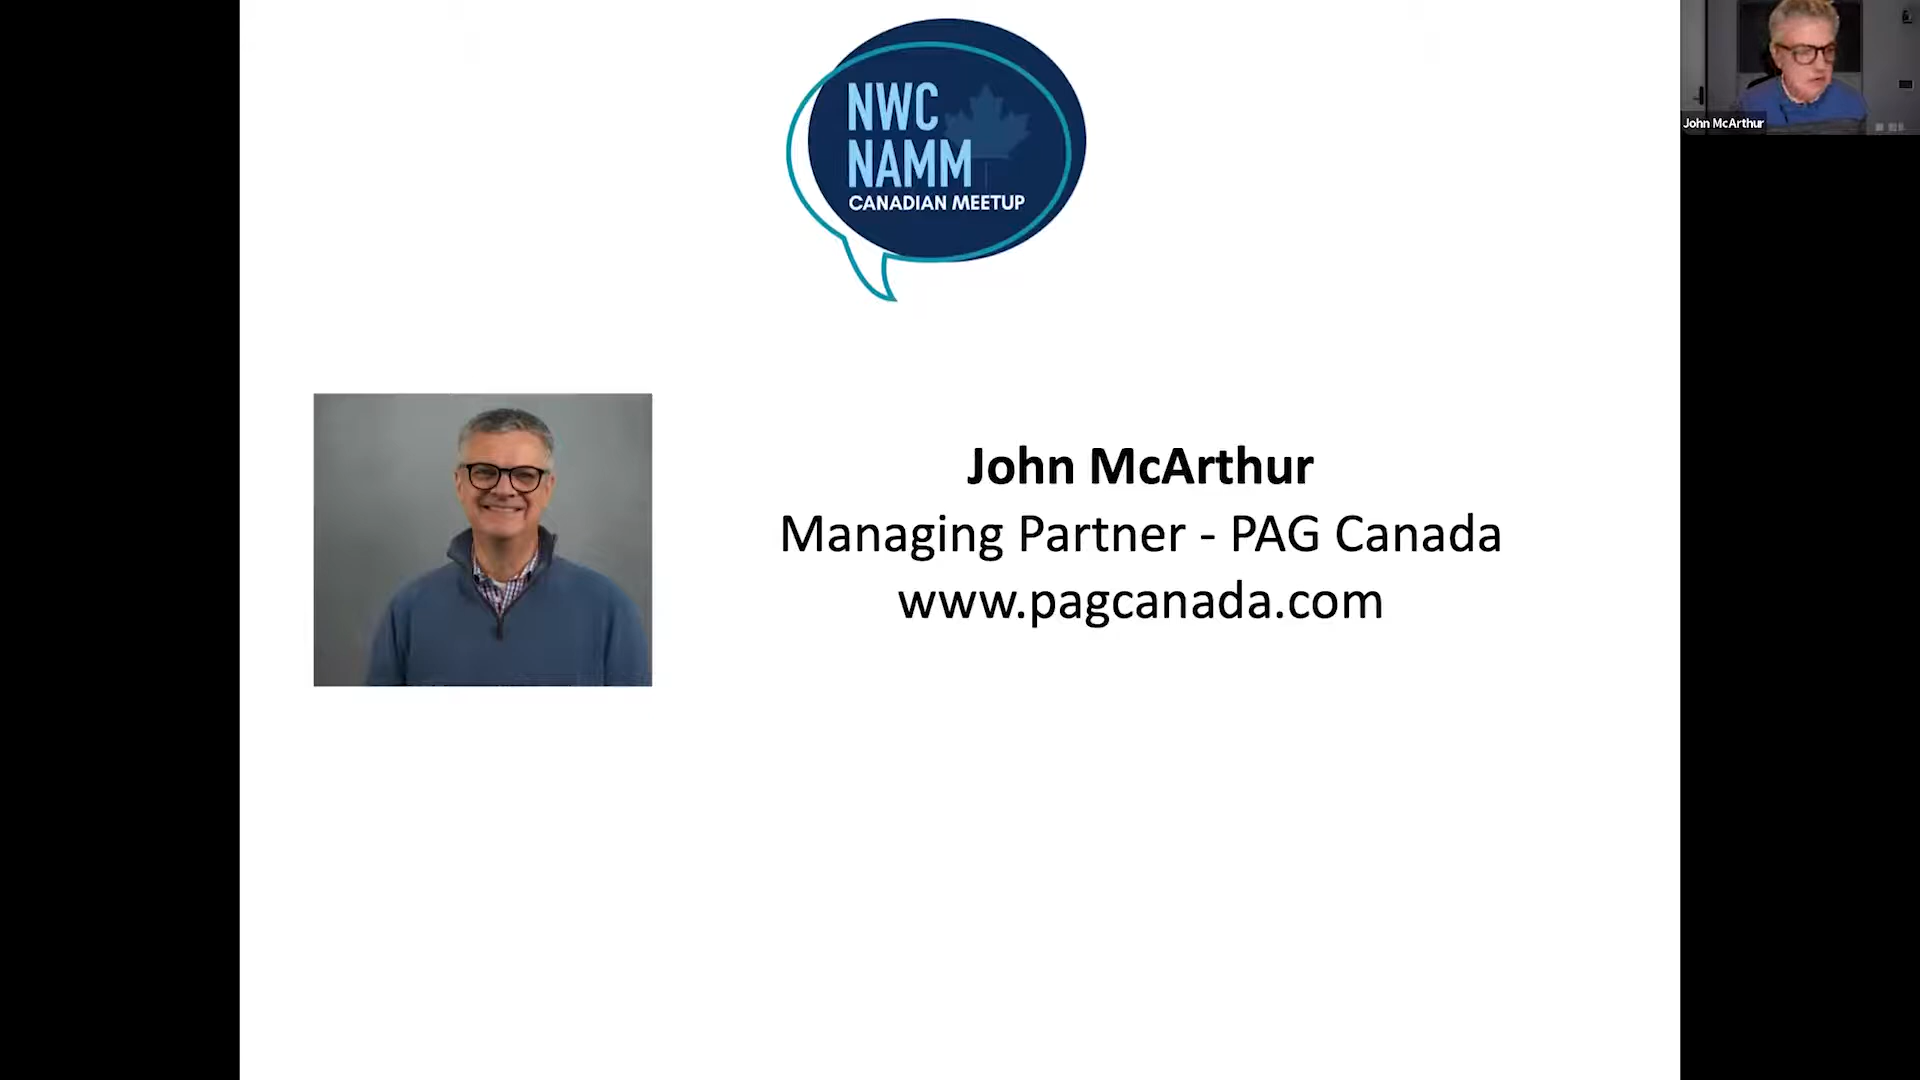 NWC
NAMM
CANADIAN MEETUP
John McArthur
John McArthur
Managing Partner - PAG Canada
www.pagcanada.com